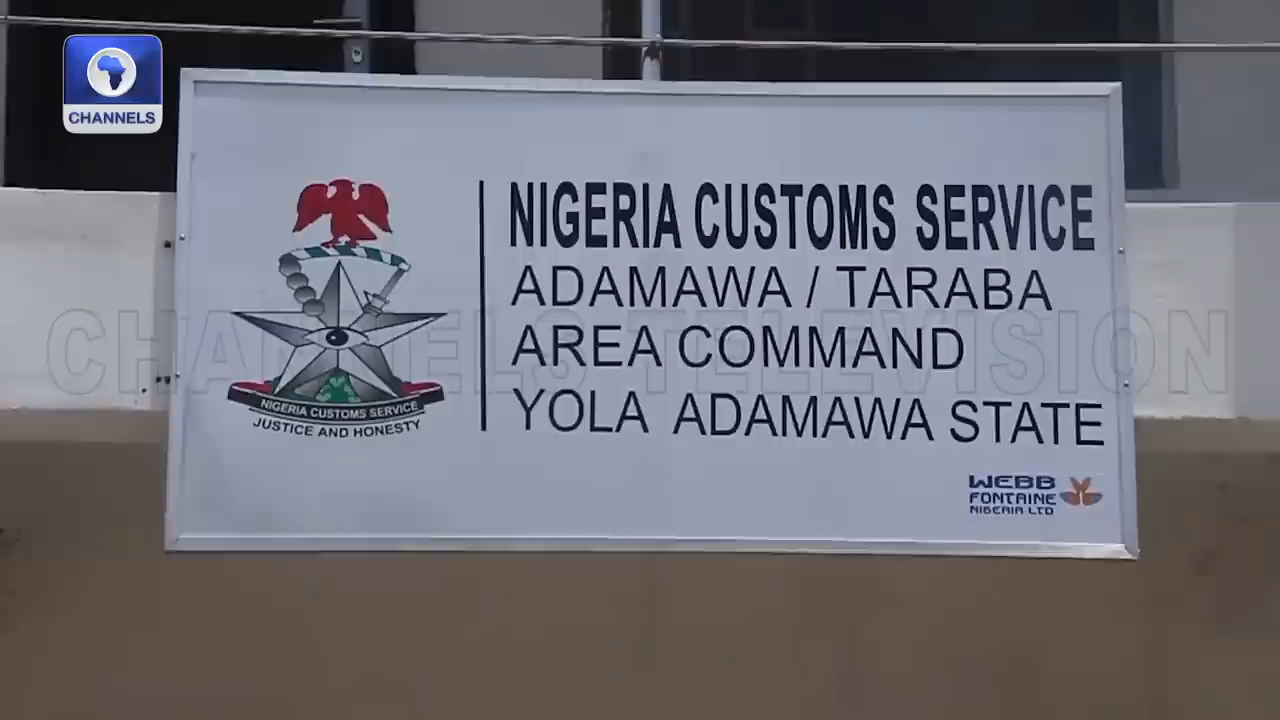 CHANNELS
NIGERIA CUSTOMS SERVICE
ADAMAWA / TARABA
AREA COMMAND
YOLA ADAMAWA STATE
NIGERIA CUSTOMS SERVICE
JUSTICE AND HONESTY
WEBB
FONTAINE
NIGERIA LTD
CHANNELS TELEVISION